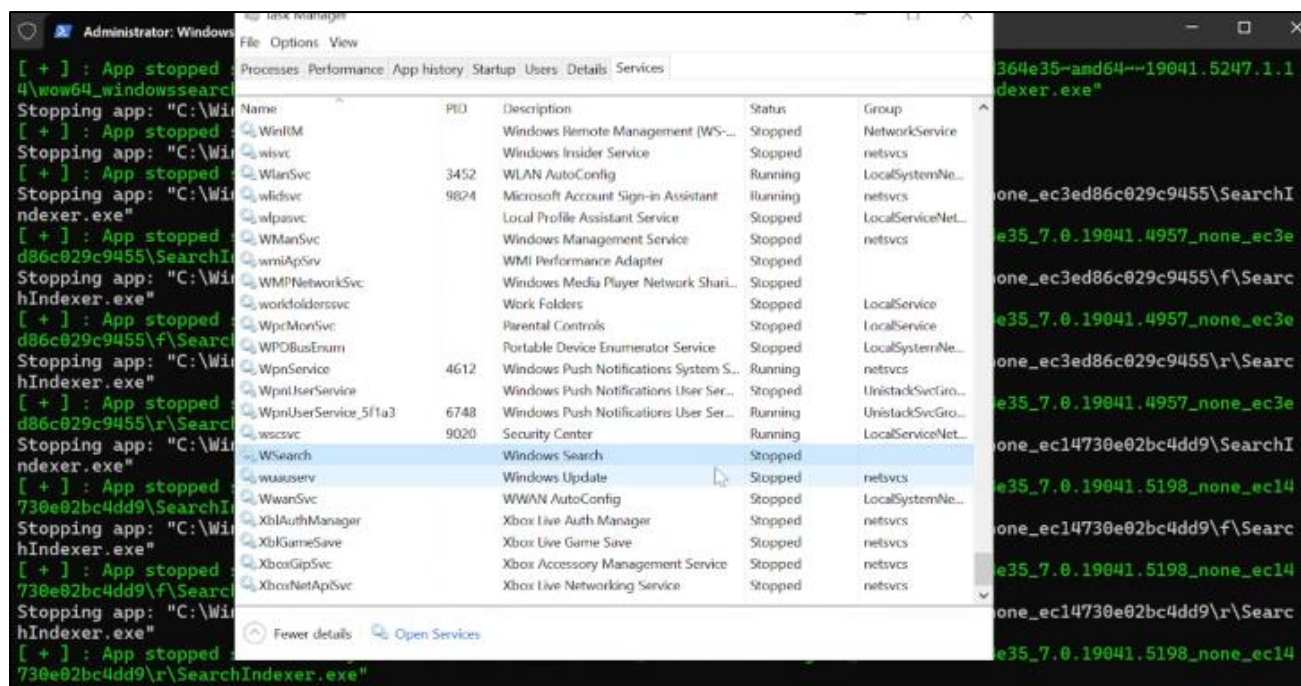 Task Manager
Administrator: Windows
File Options View
Processes Performance App history Startup Users Details Services
Name PID Description Status Group
WinRM Windows Remote Management (WS-... Stopped NetworkService
wisvc Windows Insider Service Stopped netsvcs
WlanSvc 3452 WLAN AutoConfig Running LocalSystemNe...
wlidsvc 9824 Microsoft Account Sign-in Assistant Running netsvcs
wlpasvc Local Profile Assistant Service Stopped LocalServiceNet...
WManSvc Windows Management Service Stopped netsvcs
wmiApSrv WMI Performance Adapter Stopped
WMPNetworkSvc Windows Media Player Network Shari... Stopped
workfolderssvc Work Folders Stopped LocalService
WpcMonSvc Parental Controls Stopped LocalService
WPDBusEnum Portable Device Enumerator Service Stopped LocalSystemNe...
WpnService 4612 Windows Push Notifications System S... Running netsvcs
WpnUserService Windows Push Notifications User Ser... Stopped UnistackSvcGro...
WpnUserService_5f1a3 6748 Windows Push Notifications User Ser... Running UnistackSvcGro...
wscsvc 9020 Security Center Running LocalServiceNet...
WSearch Windows Search Stopped
wuauserv Windows Update Stopped netsvcs
WwanSvc WWAN AutoConfig Stopped LocalSystemNe...
XblAuthManager Xbox Live Auth Manager Stopped netsvcs
XblGameSave Xbox Live Game Save Stopped netsvcs
XboxGipSvc Xbox Accessory Management Service Stopped netsvcs
XboxNetApiSvc Xbox Live Networking Service Stopped netsvcs
Fewer details Open Services
[ + ] : App stopped 364e35~amd64~~19041.5247.1.1
4\wow64_windowssearc dexer.exe"
Stopping app: "C:\Wi
[ + ] : App stopped
Stopping app: "C:\Wi
[ + ] : App stopped
Stopping app: "C:\Wi one_ec3ed86c029c9455\SearchI
ndexer.exe"
[ + ] : App stopped e35_7.0.19041.4957_none_ec3e
d86c029c9455\SearchI
Stopping app: "C:\Wi one_ec3ed86c029c9455\f\Searc
hIndexer.exe"
[ + ] : App stopped e35_7.0.19041.4957_none_ec3e
d86c029c9455\f\Searc
Stopping app: "C:\Wi one_ec3ed86c029c9455\r\Searc
hIndexer.exe"
[ + ] : App stopped e35_7.0.19041.4957_none_ec3e
d86c029c9455\r\Searc
Stopping app: "C:\Wi one_ec14730e02bc4dd9\SearchI
ndexer.exe"
[ + ] : App stopped e35_7.0.19041.5198_none_ec14
730e02bc4dd9\SearchI
Stopping app: "C:\Wi one_ec14730e02bc4dd9\f\Searc
hIndexer.exe"
[ + ] : App stopped e35_7.0.19041.5198_none_ec14
730e02bc4dd9\f\Searc
Stopping app: "C:\Wi one_ec14730e02bc4dd9\r\Searc
hIndexer.exe"
[ + ] : App stopped e35_7.0.19041.5198_none_ec14
730e02bc4dd9\r\SearchIndexer.exe"